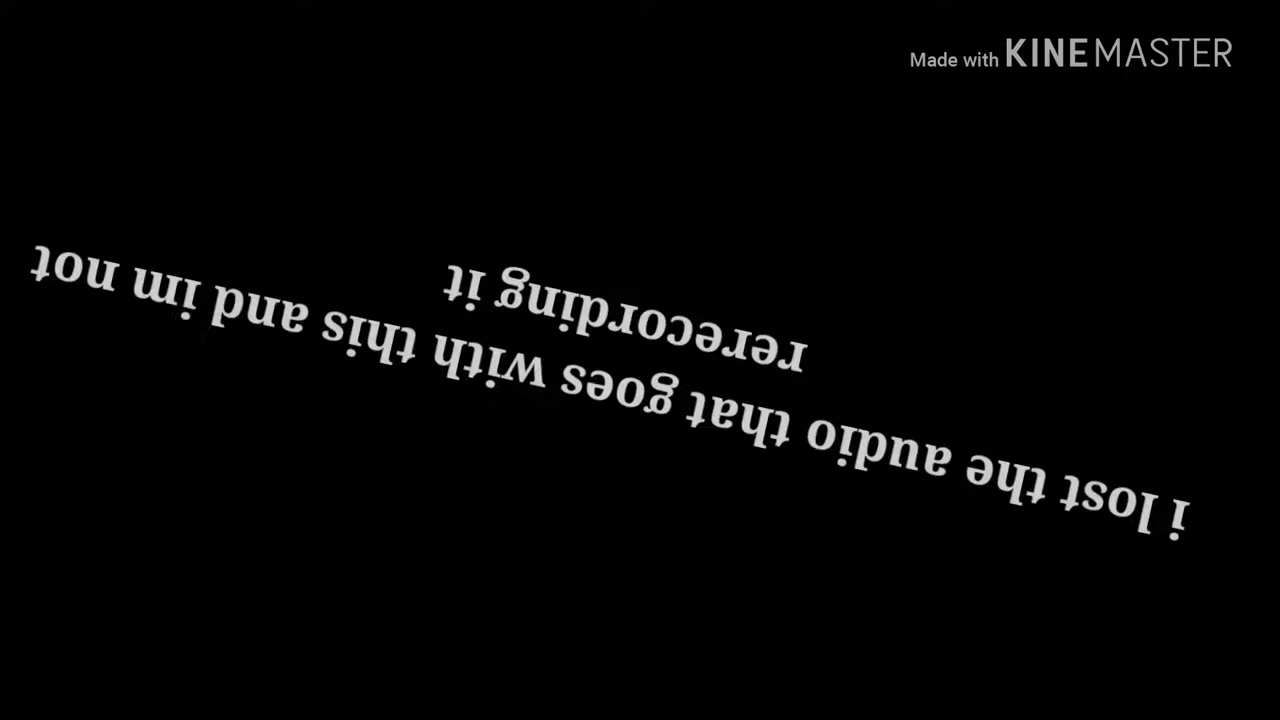 Made with KINEMASTER
i lost the audio that goes with this and im not
rerecording it